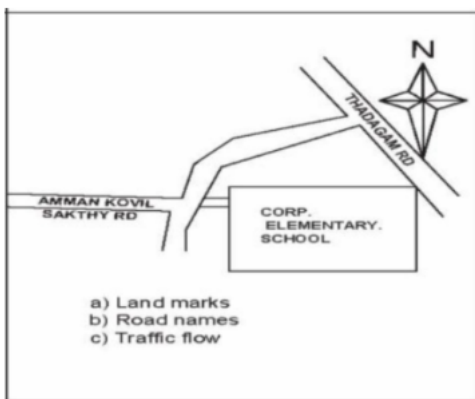 N
THADAGAM RD
AMMAN KOVIL
SAKTHY RD
CORP.
ELEMENTARY.
SCHOOL
a) Land marks
b) Road names
c) Traffic flow